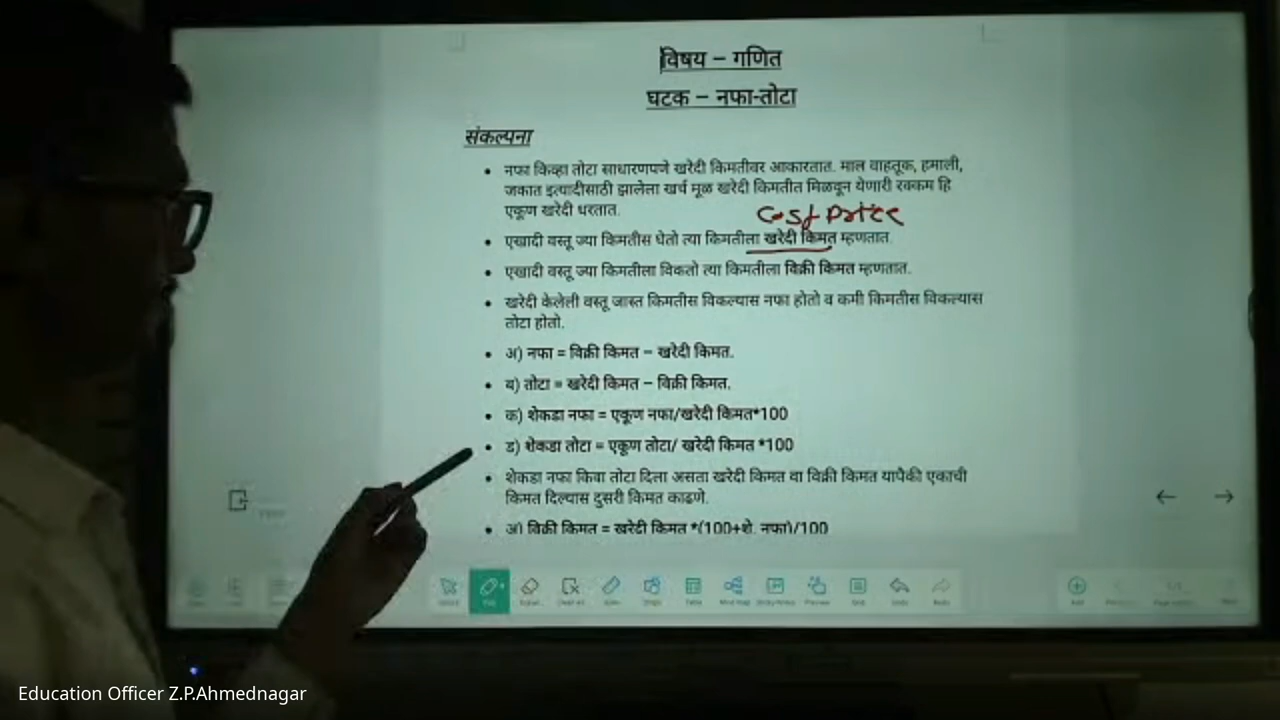 विषय – गणित
घटक – नफा-तोटा
संकल्पना
• नफा किंव्हा तोटा साधारणपणे खरेदी किमतीवर आकारतात. माल वाहतूक, हमाली,
जकात इत्यादीसाठी झालेला खर्च मूळ खरेदी किमतीत मिळवून येणारी रक्कम हि
एकूण खरेदी धरतात.
Cost Price
• एखादी वस्तू ज्या किमतीस घेतो त्या किमतीला खरेदी किमत म्हणतात.
• एखादी वस्तू ज्या किमतीला विकतो त्या किमतीला विक्री किमत म्हणतात.
• खरेदी केलेली वस्तू जास्त किमतीस विकल्यास नफा होतो व कमी किमतीस विकल्यास
तोटा होतो.
• अ) नफा = विक्री किमत – खरेदी किमत.
• ब) तोटा = खरेदी किमत – विक्री किमत.
• क) शेकडा नफा = एकूण नफा/खरेदी किमत*100
• ड) शेकडा तोटा = एकूण तोटा/ खरेदी किमत *100
• शेकडा नफा किवा तोटा दिला असता खरेदी किमत वा विक्री किमत यापैकी एकाची
किमत दिल्यास दुसरी किमत काढणे.
• अ) विक्री किमत = खरेदी किमत *(100+शे. नफा)/100
Education Officer Z.P.Ahmednagar